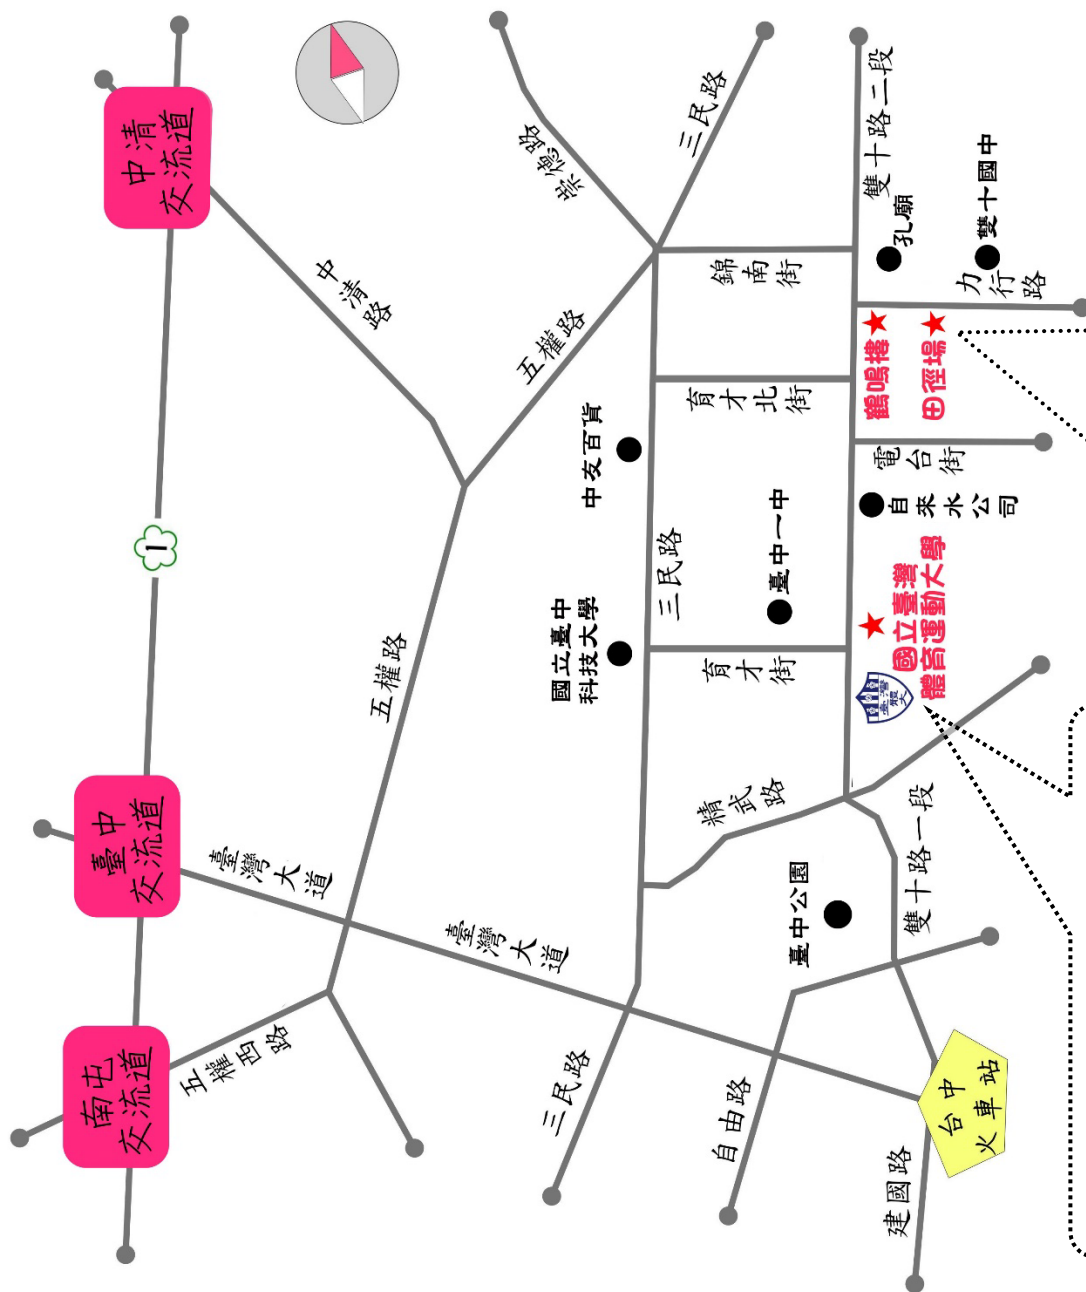 中清
交流道
1
臺中
交流道
南屯
交流道
中清路
崇德路
三民路
五權路
五權路
五權西路
臺灣大道
臺灣大道
三民路
三民路
自由路
建國路
雙十路二段
雙十路一段
孔廟
雙十國中
力行路
錦南街
育才北街
育才街
精武路
電台街
鶴鳴樓
田徑場
中友百貨
國立臺中
科技大學
臺中一中
自來水公司
國立臺灣
體育運動大學
臺灣
體大
臺中公園
台中
火車站